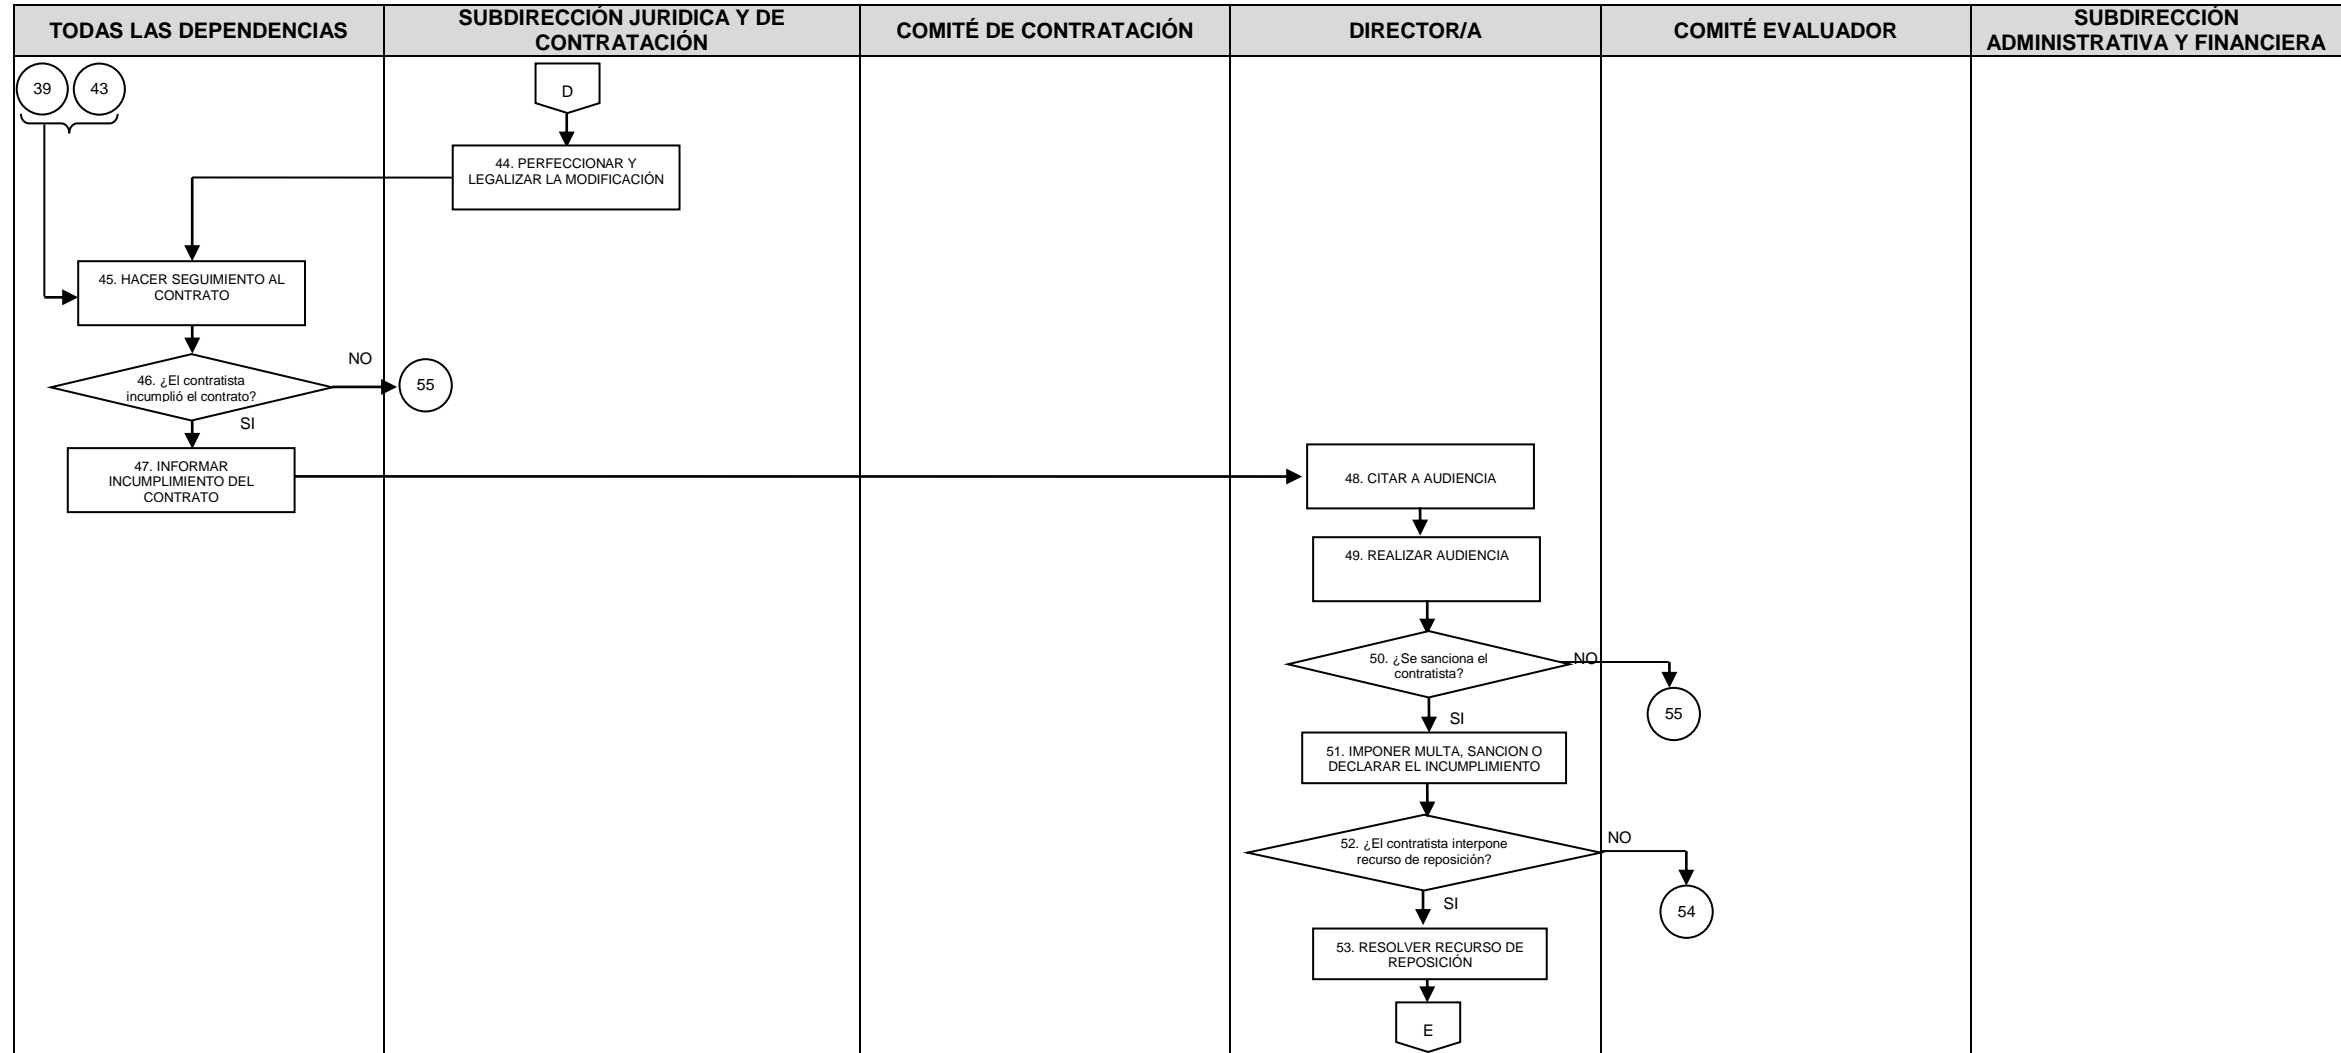 TODAS LAS DEPENDENCIAS
SUBDIRECCIÓN JURIDICA Y DE
CONTRATACIÓN
COMITÉ DE CONTRATACIÓN
DIRECTOR/A
COMITÉ EVALUADOR
SUBDIRECCIÓN
ADMINISTRATIVA Y FINANCIERA
39
43
D
44. PERFECCIONAR Y
LEGALIZAR LA MODIFICACIÓN
45. HACER SEGUIMIENTO AL
CONTRATO
46. ¿El contratista
incumplió el contrato?
NO
55
SI
47. INFORMAR
INCUMPLIMIENTO DEL
CONTRATO
48. CITAR A AUDIENCIA
49. REALIZAR AUDIENCIA
50. ¿Se sanciona el
contratista?
NO
55
SI
51. IMPONER MULTA, SANCION O
DECLARAR EL INCUMPLIMIENTO
52. ¿El contratista interpone
recurso de reposición?
NO
54
SI
53. RESOLVER RECURSO DE
REPOSICIÓN
E